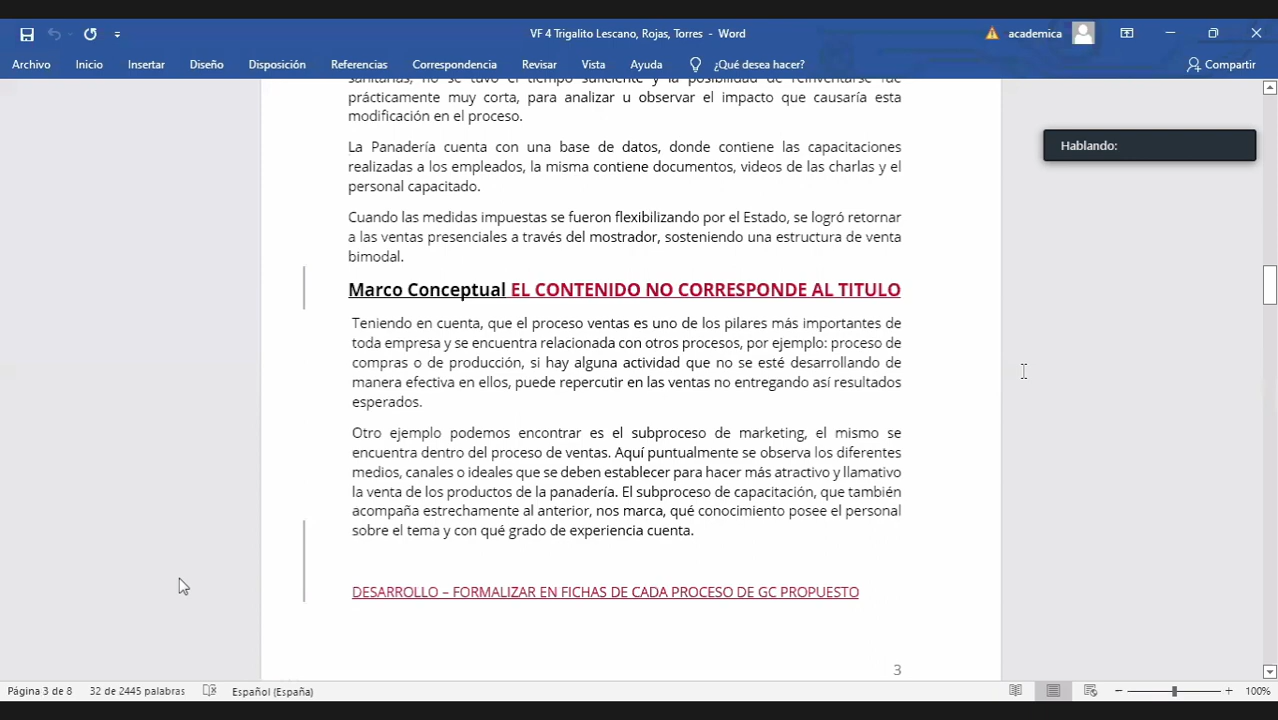 VF 4 Trigalito Lescano, Rojas, Torres - Word
academica
Archivo Inicio Insertar Diseño Disposición Referencias Correspondencia Revisar Vista Ayuda ¿Qué desea hacer? Compartir
sanitarias, no se tuvo el tiempo suficiente y la posibilidad de reinventarse fue
prácticamente muy corta, para analizar u observar el impacto que causaría esta
modificación en el proceso.
La Panadería cuenta con una base de datos, donde contiene las capacitaciones
realizadas a los empleados, la misma contiene documentos, videos de las charlas y el
personal capacitado.
Cuando las medidas impuestas se fueron flexibilizando por el Estado, se logró retornar
a las ventas presenciales a través del mostrador, sosteniendo una estructura de venta
bimodal.
Marco Conceptual EL CONTENIDO NO CORRESPONDE AL TITULO
Teniendo en cuenta, que el proceso ventas es uno de los pilares más importantes de
toda empresa y se encuentra relacionada con otros procesos, por ejemplo: proceso de
compras o de producción, si hay alguna actividad que no se esté desarrollando de
manera efectiva en ellos, puede repercutir en las ventas no entregando así resultados
esperados.
Otro ejemplo podemos encontrar es el subproceso de marketing, el mismo se
encuentra dentro del proceso de ventas. Aquí puntualmente se observa los diferentes
medios, canales o ideales que se deben establecer para hacer más atractivo y llamativo
la venta de los productos de la panadería. El subproceso de capacitación, que también
acompaña estrechamente al anterior, nos marca, qué conocimiento posee el personal
sobre el tema y con qué grado de experiencia cuenta.
DESARROLLO – FORMALIZAR EN FICHAS DE CADA PROCESO DE GC PROPUESTO
3
Hablando:
Página 3 de 8 32 de 2445 palabras Español (España) 100%